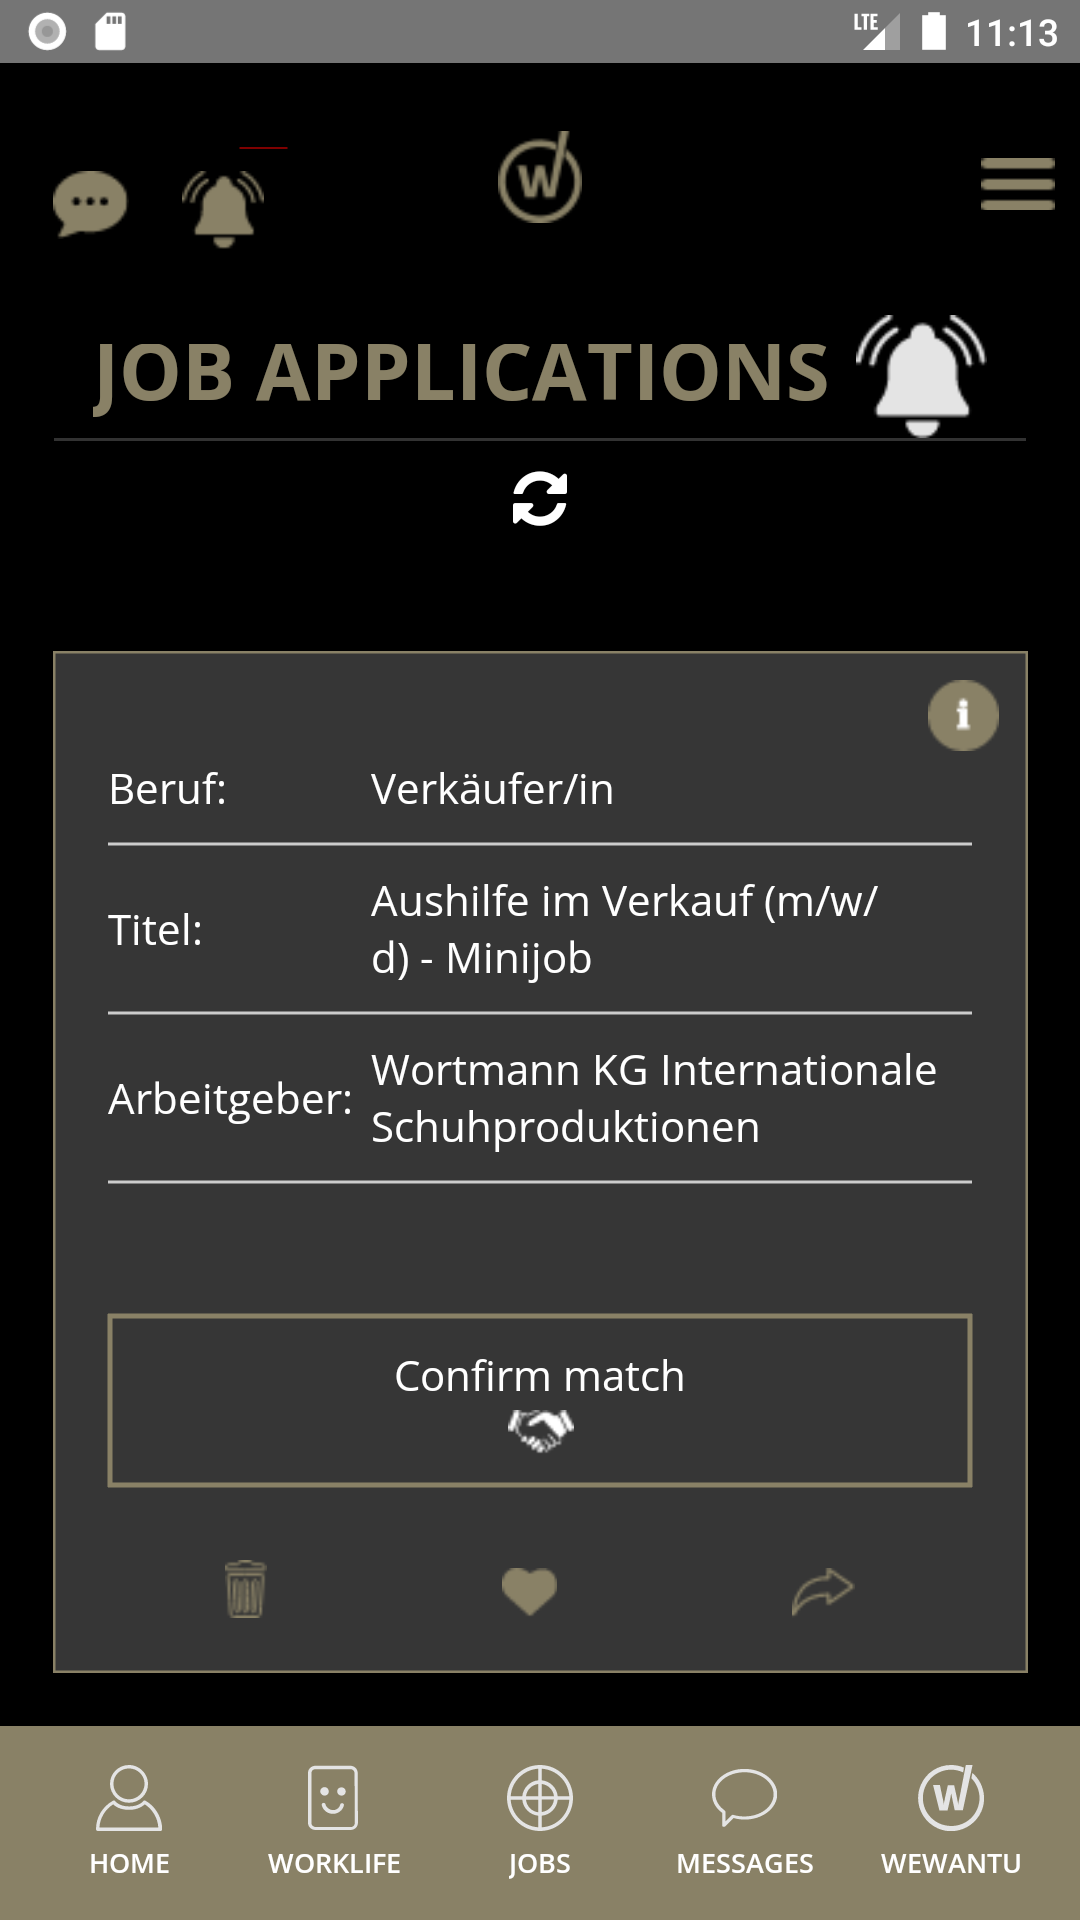 LTE 11:13
W
JOB APPLICATIONS
i
Beruf: Verkäufer/in
Titel: Aushilfe im Verkauf (m/w/
d) - Minijob
Arbeitgeber: Wortmann KG Internationale
Schuhproduktionen
Confirm match
W
HOME WORKLIFE JOBS MESSAGES WEWANTU